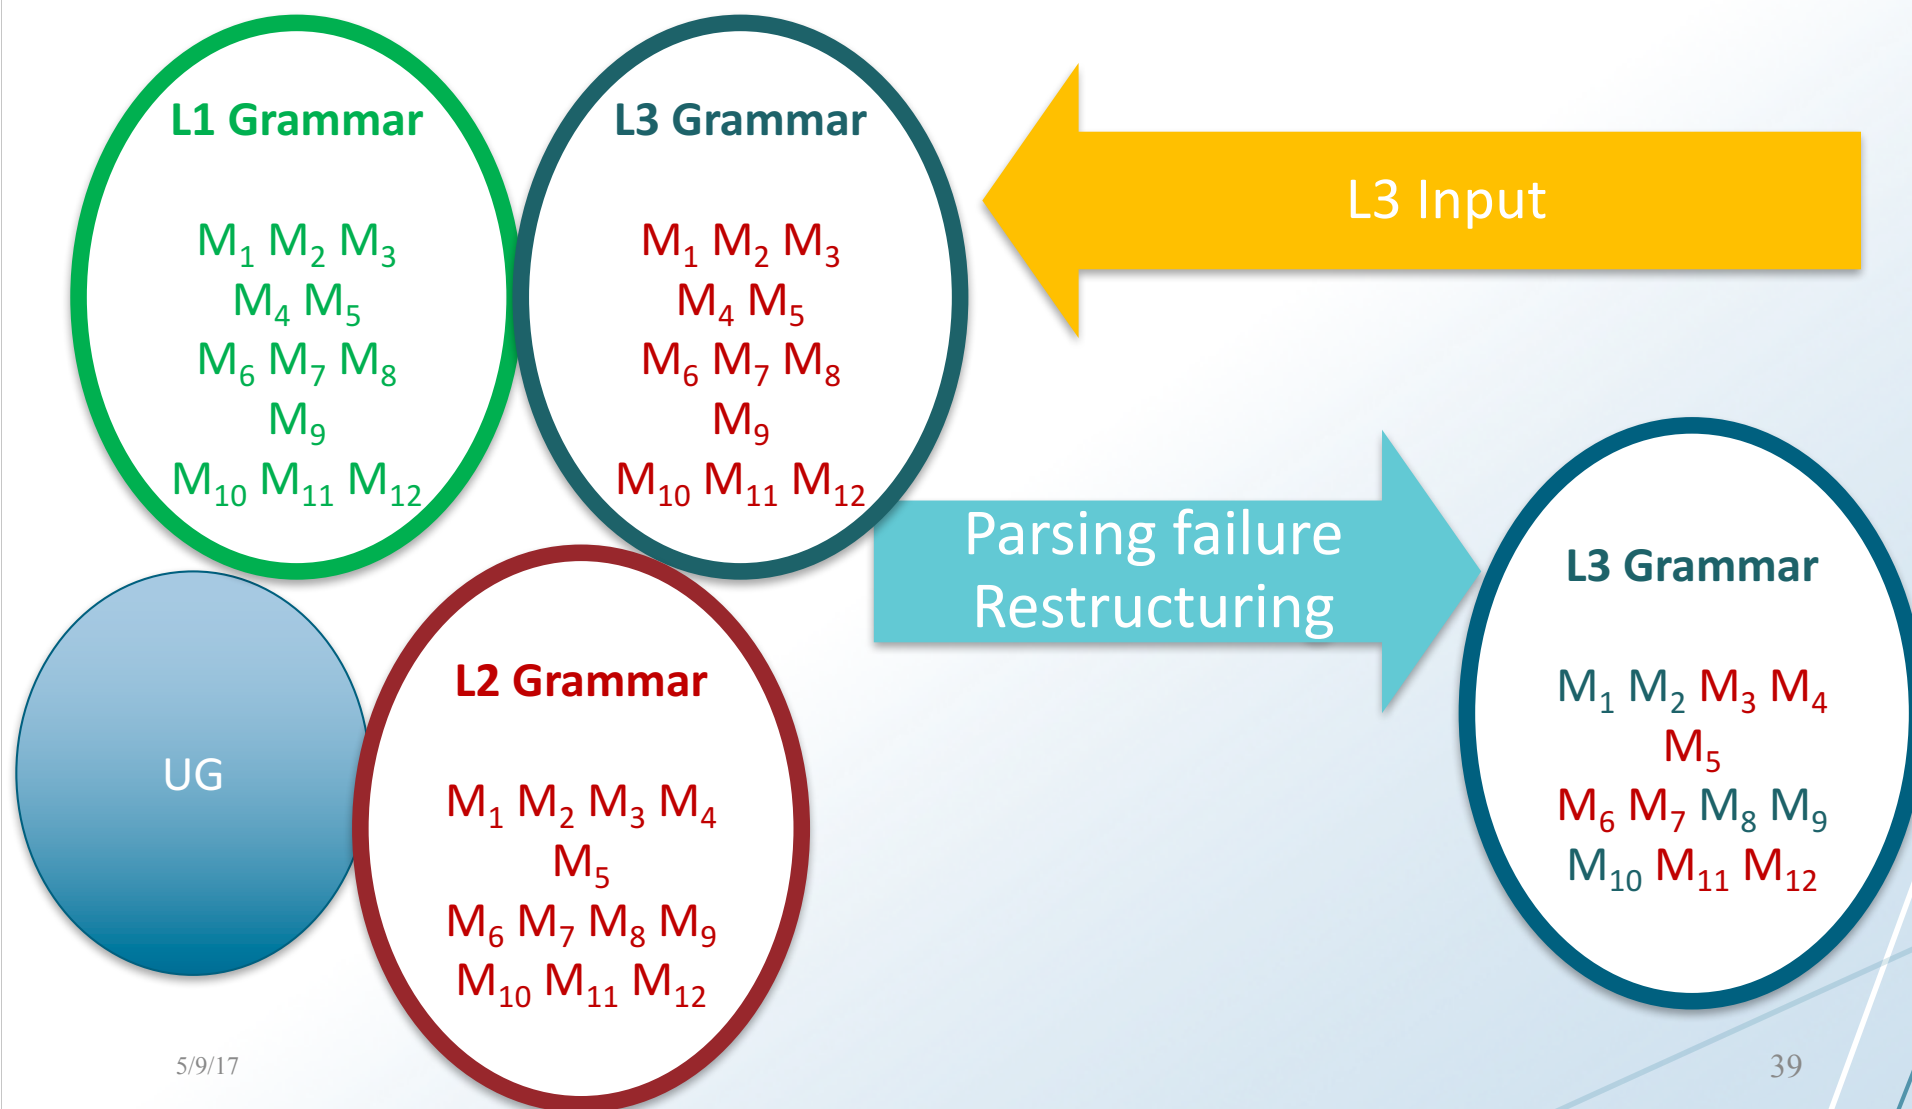 L1 Grammar
M₁ M₂ M₃
M₄ M₅
M₆ M₇ M₈
M₉
M₁₀ M₁₁ M₁₂
L3 Grammar
M₁ M₂ M₃
M₄ M₅
M₆ M₇ M₈
M₉
M₁₀ M₁₁ M₁₂
L3 Input
Parsing failure
Restructuring
L3 Grammar
M₁ M₂ M₃ M₄
M₅
M₆ M₇ M₈ M₉
M₁₀ M₁₁ M₁₂
UG
L2 Grammar
M₁ M₂ M₃ M₄
M₅
M₆ M₇ M₈ M₉
M₁₀ M₁₁ M₁₂
5/9/17
39